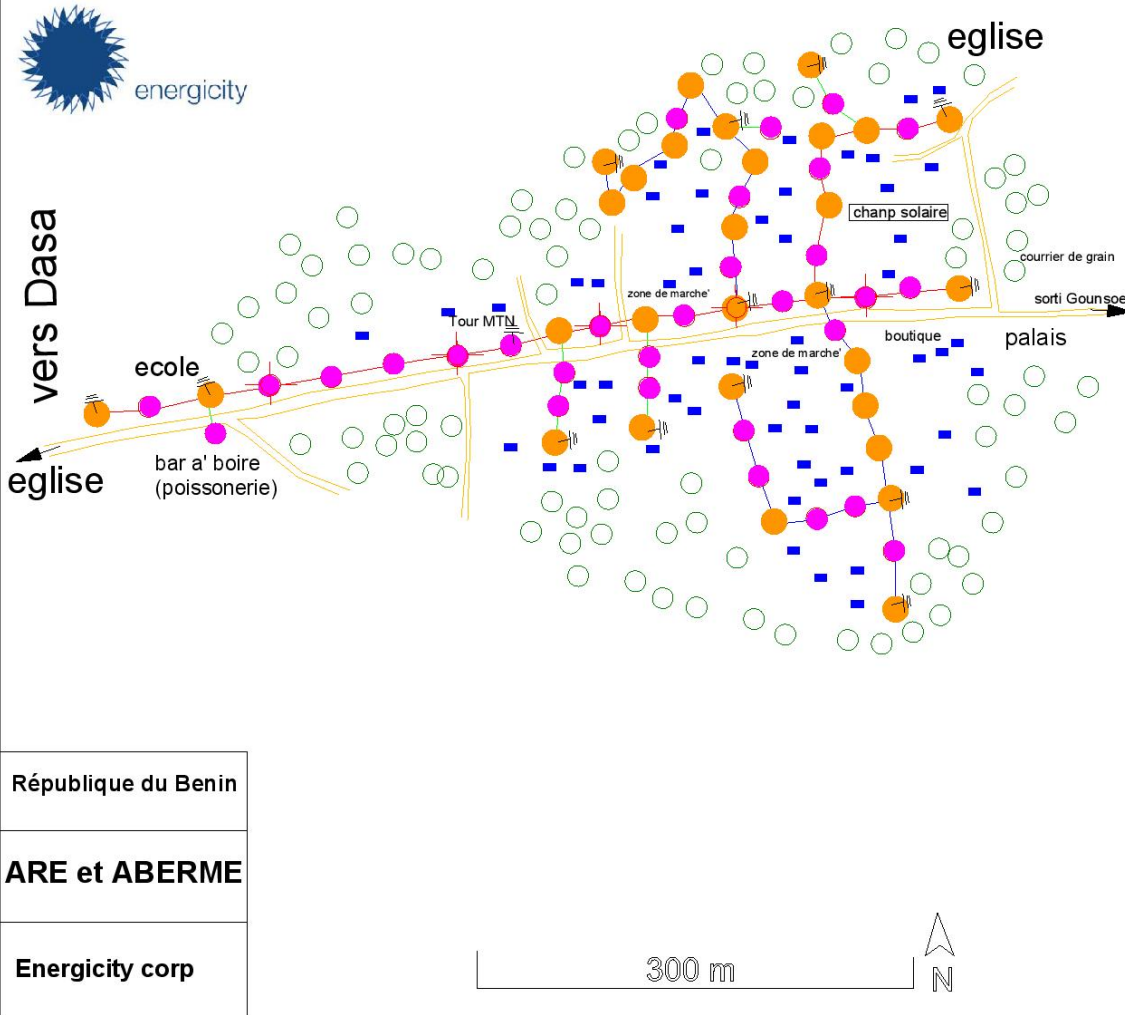 energicity
eglise
chanp solaire
vers Dasa
courrier de grain
zone de marche'
sorti Gounsoe
Tour MTN
boutique
palais
zone de marche'
ecole
bar a' boire
(poissonerie)
eglise
République du Benin
ARE et ABERME
Energicity corp
300 m
N